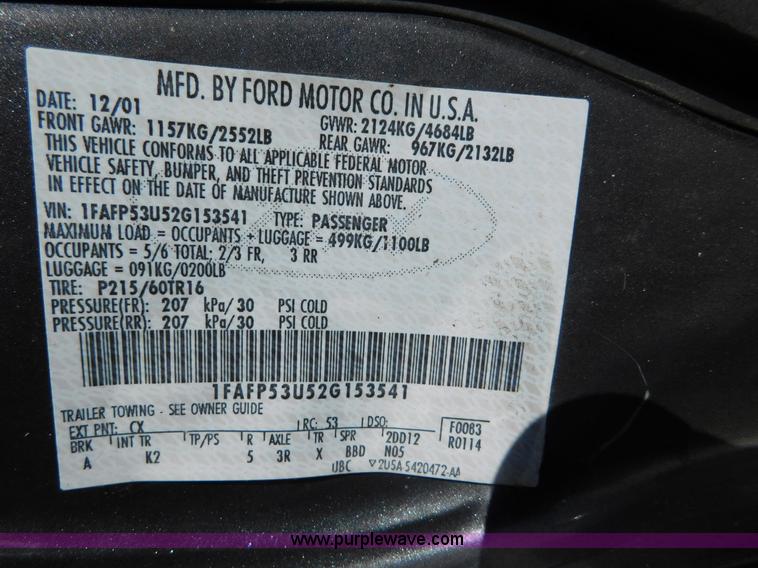 MFD. BY FORD MOTOR CO. IN U.S.A.
DATE: 12/01 GVWR: 2124KG/4684LB
FRONT GAWR: 1157KG/2552LB REAR GAWR: 967KG/2132LB
THIS VEHICLE CONFORMS TO ALL APPLICABLE FEDERAL MOTOR
VEHICLE SAFETY, BUMPER, AND THEFT PREVENTION STANDARDS
IN EFFECT ON THE DATE OF MANUFACTURE SHOWN ABOVE.
VIN: 1FAFP53U52G153541 TYPE: PASSENGER
MAXIMUM LOAD = OCCUPANTS + LUGGAGE = 499KG/1100LB
OCCUPANTS = 5/6 TOTAL: 2/3 FR, 3 RR
LUGGAGE = 091KG/0200LB
TIRE: P215/60TR16
PRESSURE(FR): 207 kPa/30 PSI COLD
PRESSURE(RR): 207 kPa/30 PSI COLD
1FAFP53U52G153541
TRAILER TOWING - SEE OWNER GUIDE
EXT PNT: CX RC: 53 DSO: F0083
BRK INT TR TP/PS R AXLE TR SPR 2DD12 R0114
A K2 5 3R X BBD N05
UBC 2U5A-5420472-AA
www.purplewave.com